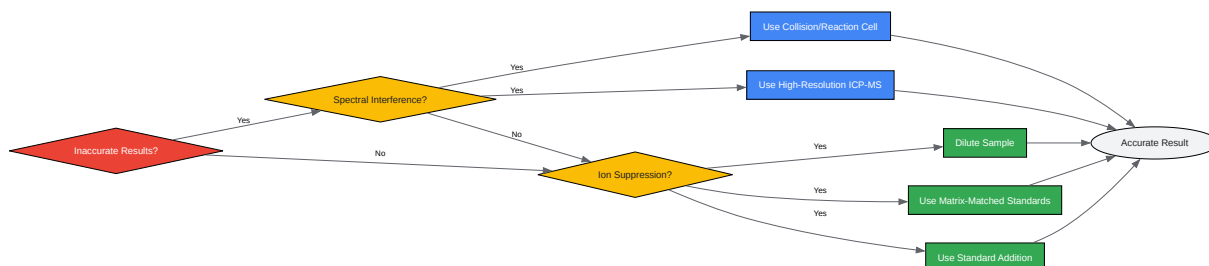 Use Collision/Reaction Cell
Yes
Spectral Interference?
Yes
Use High-Resolution ICP-MS
Yes
No
Inaccurate Results?
No
Yes
Dilute Sample
Accurate Result
Ion Suppression?
Yes
Use Matrix-Matched Standards
Yes
Use Standard Addition